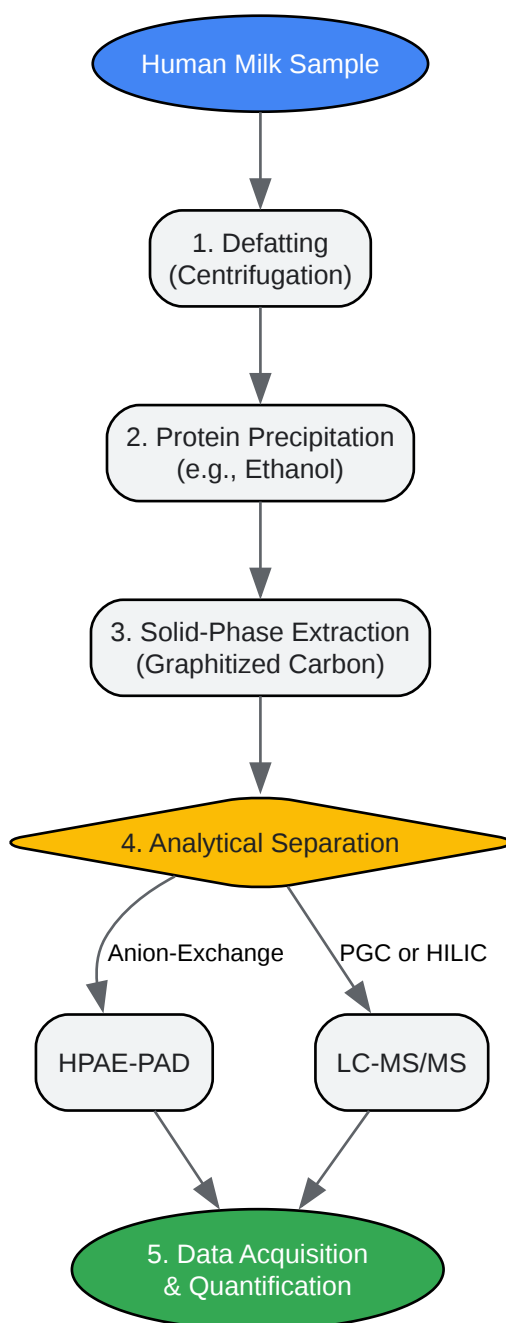 Human Milk Sample
1. Defatting
(Centrifugation)
2. Protein Precipitation
(e.g., Ethanol)
3. Solid-Phase Extraction
(Graphitized Carbon)
4. Analytical Separation
Anion-Exchange
PGC or HILIC
HPAE-PAD
LC-MS/MS
5. Data Acquisition
& Quantification